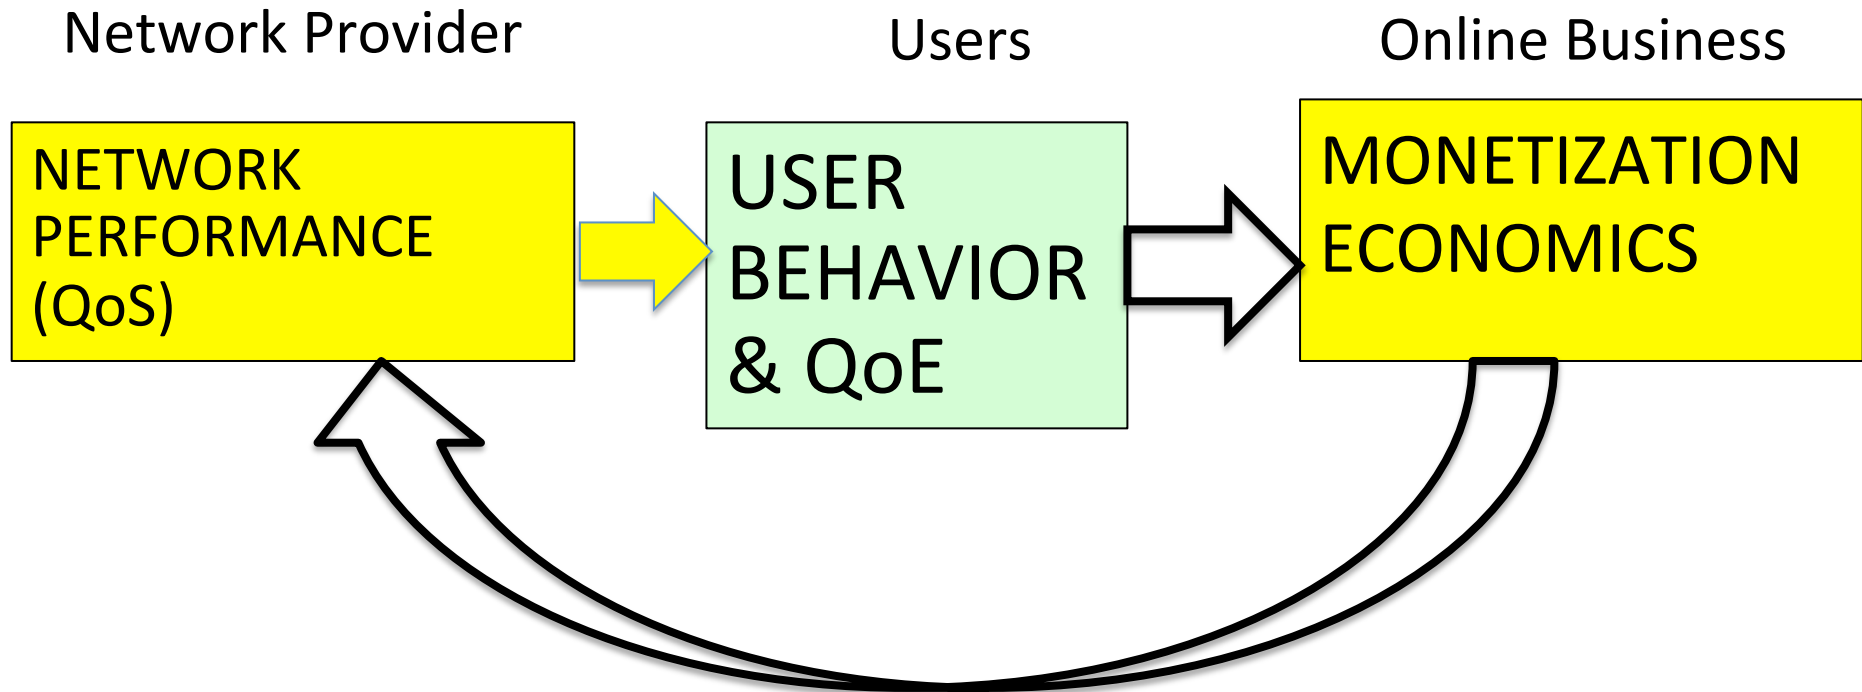 Network Provider
Users
Online Business
NETWORK
PERFORMANCE
(QoS)
USER
BEHAVIOR
& QoE
MONETIZATION
ECONOMICS